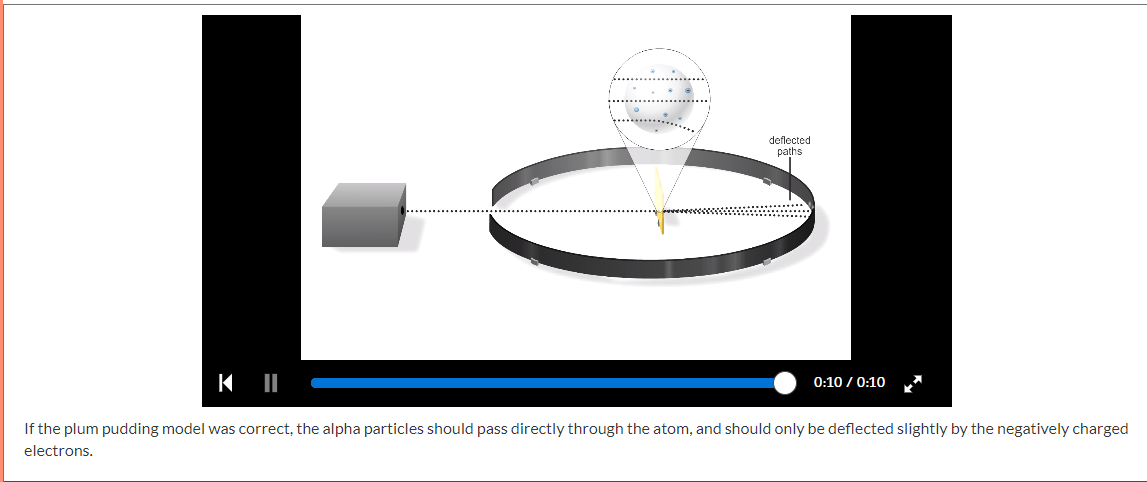 deflected
paths
0:10 / 0:10
If the plum pudding model was correct, the alpha particles should pass directly through the atom, and should only be deflected slightly by the negatively charged
electrons.